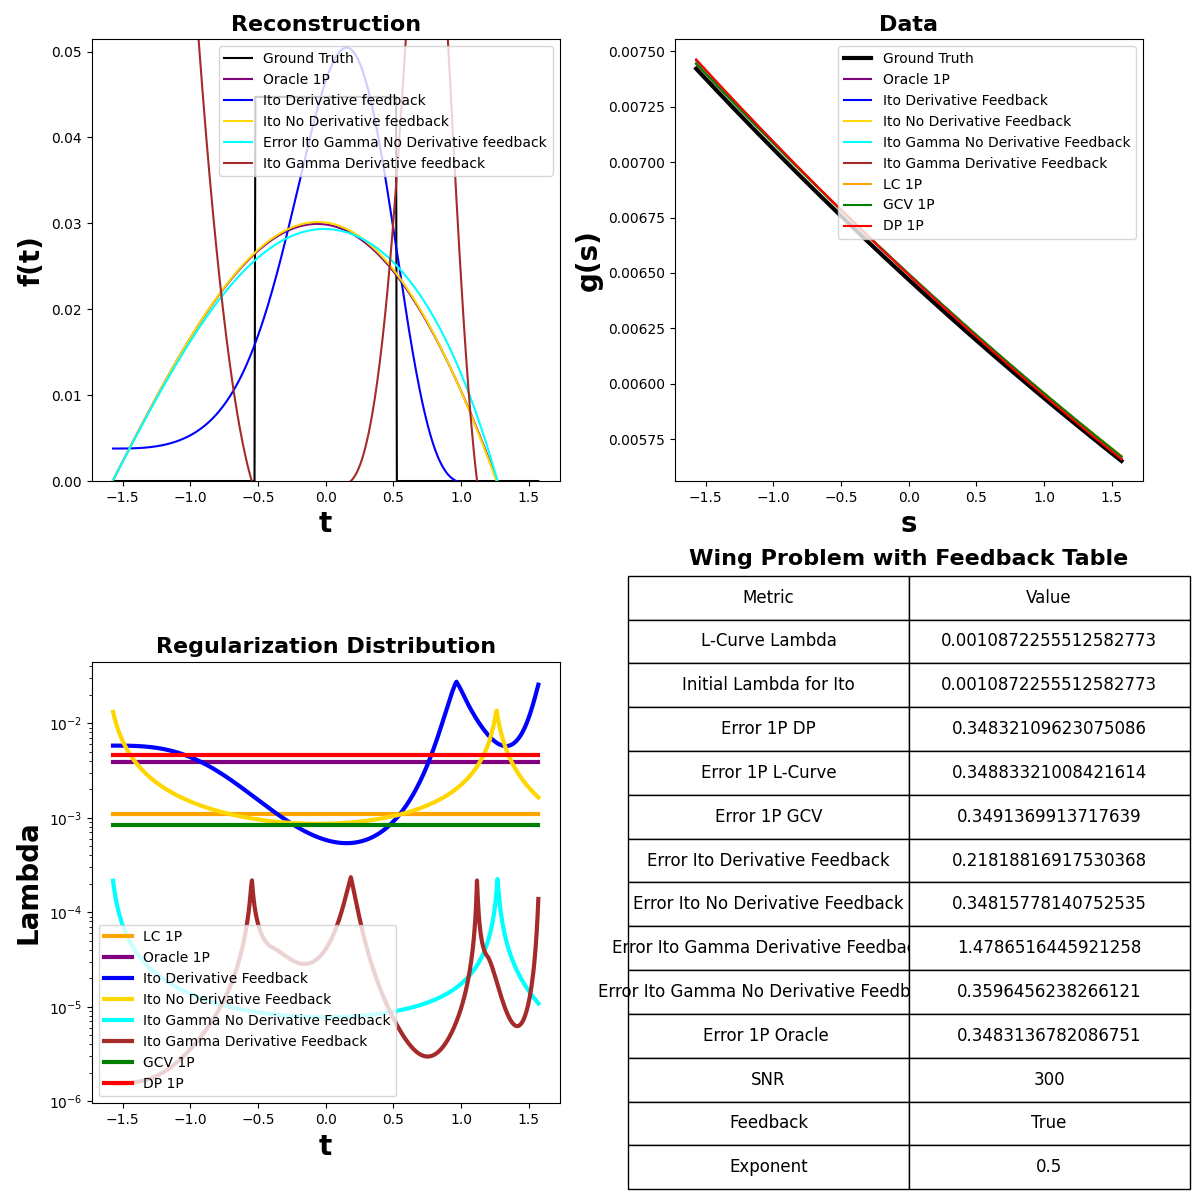 Reconstruction
0.05
0.04
0.03
0.02
0.01
0.00
f(t)
Ground Truth
Oracle 1P
Ito Derivative feedback
Ito No Derivative feedback
Error Ito Gamma No Derivative feedback
Ito Gamma Derivative feedback
−1.5 −1.0 −0.5 0.0 0.5 1.0 1.5
t
Data
0.00750
0.00725
0.00700
0.00675
0.00650
0.00625
0.00600
0.00575
g(s)
Ground Truth
Oracle 1P
Ito Derivative Feedback
Ito No Derivative Feedback
Ito Gamma No Derivative Feedback
Ito Gamma Derivative Feedback
LC 1P
GCV 1P
DP 1P
−1.5 −1.0 −0.5 0.0 0.5 1.0 1.5
s
Regularization Distribution
10⁻²
10⁻³
10⁻⁴
10⁻⁵
10⁻⁶
Lambda
LC 1P
Oracle 1P
Ito Derivative Feedback
Ito No Derivative Feedback
Ito Gamma No Derivative Feedback
Ito Gamma Derivative Feedback
GCV 1P
DP 1P
−1.5 −1.0 −0.5 0.0 0.5 1.0 1.5
t
Wing Problem with Feedback Table
Metric Value
L-Curve Lambda 0.0010872255512582773
Initial Lambda for Ito 0.0010872255512582773
Error 1P DP 0.34832109623075086
Error 1P L-Curve 0.34883321008421614
Error 1P GCV 0.3491369913717639
Error Ito Derivative Feedback 0.21818816917530368
Error Ito No Derivative Feedback 0.34815778140752535
Error Ito Gamma Derivative Feedbac 1.4786516445921258
Error Ito Gamma No Derivative Feedb 0.3596456238266121
Error 1P Oracle 0.3483136782086751
SNR 300
Feedback True
Exponent 0.5